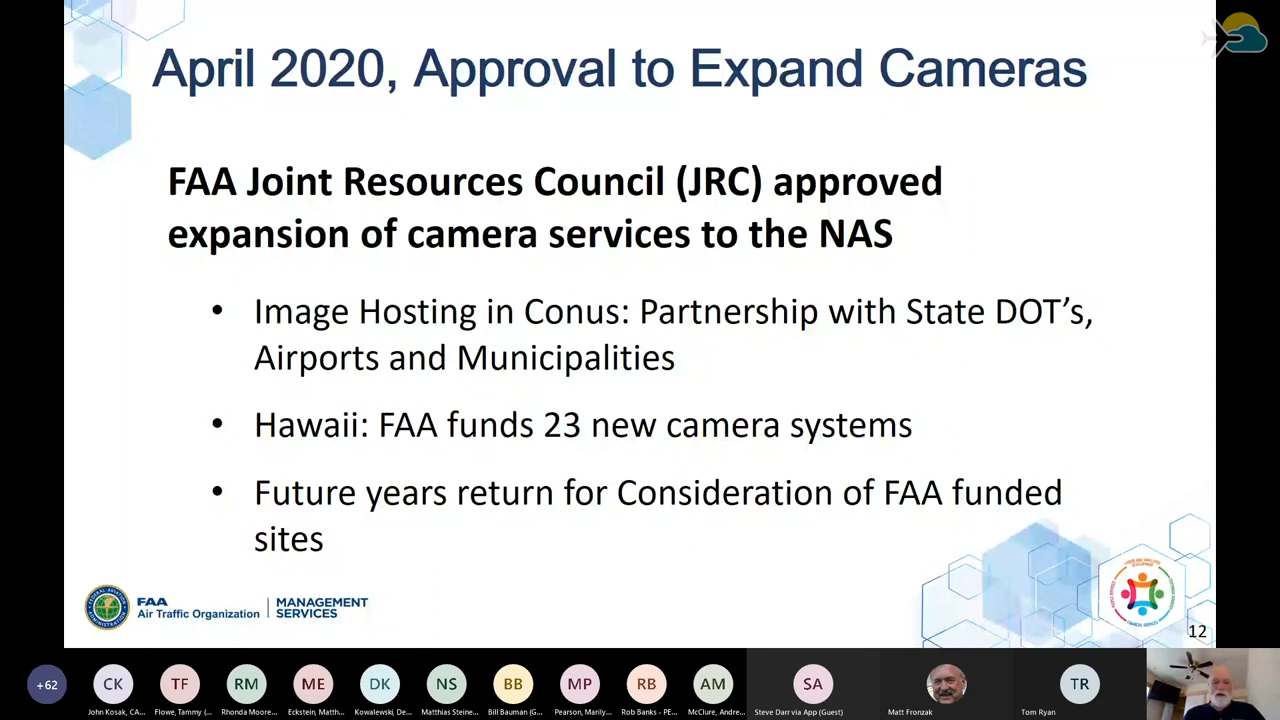 April 2020, Approval to Expand Cameras
FAA Joint Resources Council (JRC) approved
expansion of camera services to the NAS
• Image Hosting in Conus: Partnership with State DOT’s,
Airports and Municipalities
• Hawaii: FAA funds 23 new camera systems
• Future years return for Consideration of FAA funded
sites
FAA
Air Traffic Organization
MANAGEMENT
SERVICES
12
+62
CK
TF
RM
ME
DK
NS
BB
MP
RB
AM
SA
TR
John Kosak, CA...
Flowe, Tammy (...
Rhonda Moore...
Eckstein, Matth...
Kowalewski, De...
Matthias Steine...
Bill Bauman (G...
Pearson, Marily...
Rob Banks - PE...
McClure, Andre...
Steve Darr via App (Guest)
Matt Fronzak
Tom Ryan